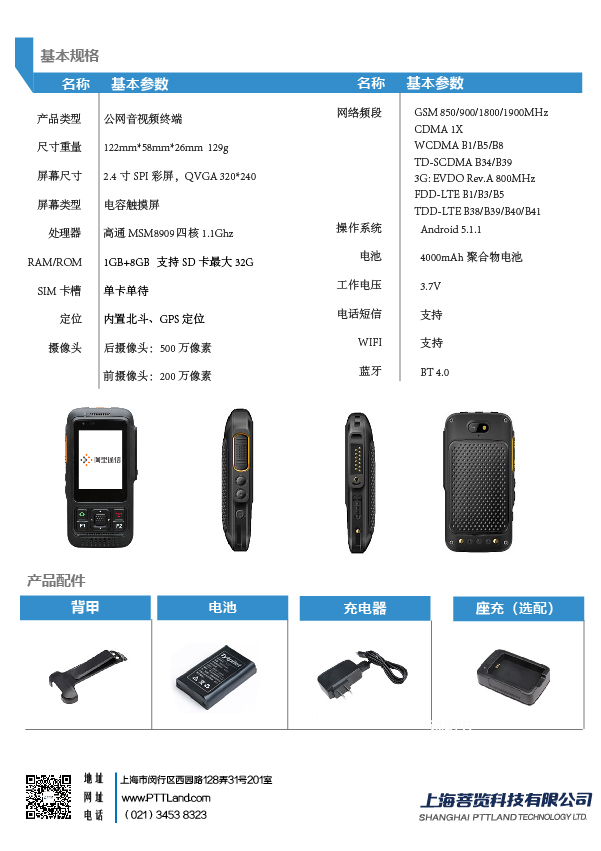 基本规格
名称 基本参数
产品类型 公网音视频终端
尺寸重量 122mm*58mm*26mm 129g
屏幕尺寸 2.4 寸 SPI 彩屏，QVGA 320*240
屏幕类型 电容触摸屏
处理器 高通 MSM8909 四核 1.1Ghz
RAM/ROM 1GB+8GB 支持 SD 卡最大 32G
SIM 卡槽 单卡单待
定位 内置北斗、GPS 定位
摄像头 后摄像头：500 万像素
前摄像头：200 万像素
名称 基本参数
网络频段 GSM 850/900/1800/1900MHz
CDMA 1X
WCDMA B1/B5/B8
TD-SCDMA B34/B39
3G: EVDO Rev.A 800MHz
FDD-LTE B1/B3/B5
TDD-LTE B38/B39/B40/B41
操作系统 Android 5.1.1
电池 4000mAh 聚合物电池
工作电压 3.7V
电话短信 支持
WIFI 支持
蓝牙 BT 4.0
P1 P2
产品配件
背甲 电池 充电器 座充（选配）
地址 上海市闵行区西园路128弄31号201室
网址 www.PTTLand.com
电话 （021）3453 8323
上海菩览科技有限公司
SHANGHAI PTTLAND TECHNOLOGY LTD.